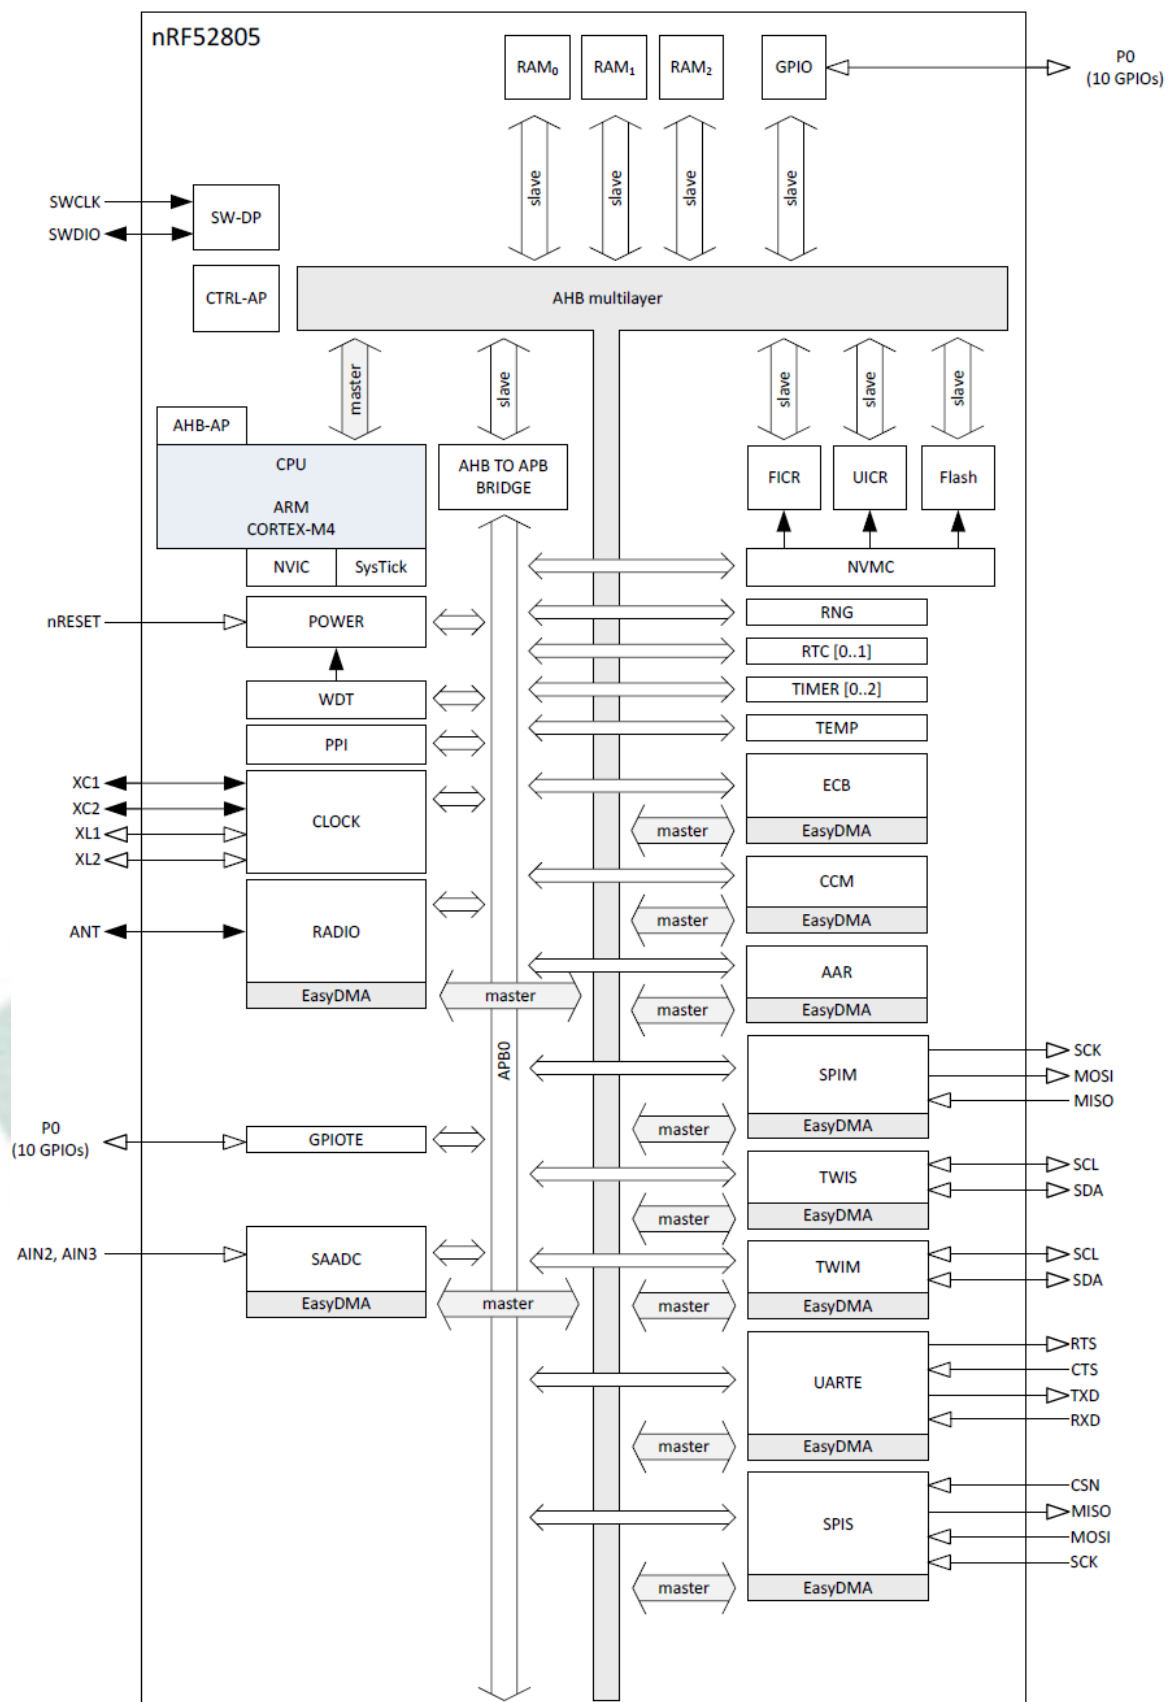 nRF52805
RAM₀
RAM₁
RAM₂
GPIO
P0
(10 GPIOs)
slave
slave
slave
slave
SWCLK
SWDIO
SW-DP
CTRL-AP
AHB multilayer
master
slave
slave
slave
slave
AHB-AP
CPU
ARM
CORTEX-M4
NVIC
SysTick
AHB TO APB
BRIDGE
FICR
UICR
Flash
NVMC
nRESET
POWER
RNG
RTC [0..1]
WDT
TIMER [0..2]
PPI
TEMP
XC1
XC2
XL1
XL2
CLOCK
ECB
master
EasyDMA
CCM
master
EasyDMA
ANT
RADIO
EasyDMA
master
AAR
master
EasyDMA
APB0
SPIM
master
EasyDMA
SCK
MOSI
MISO
P0
(10 GPIOs)
GPIOTE
TWIS
master
EasyDMA
SCL
SDA
AIN2, AIN3
SAADC
EasyDMA
master
TWIM
master
EasyDMA
SCL
SDA
UARTE
master
EasyDMA
RTS
CTS
TXD
RXD
SPIS
master
EasyDMA
CSN
MISO
MOSI
SCK